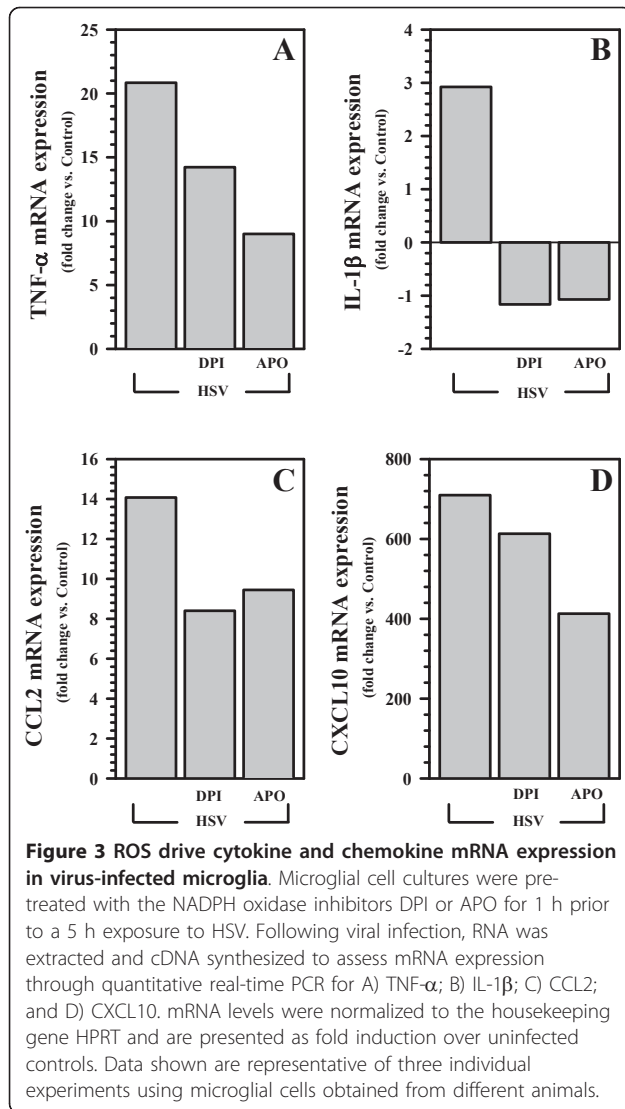 A
TNF-α mRNA expression
(fold change vs. Control)
25
20
15
10
5
0
DPI
APO
HSV
B
IL-1β mRNA expression
(fold change vs. Control)
4
3
2
1
0
-1
-2
DPI
APO
HSV
C
CCL2 mRNA expression
(fold change vs. Control)
16
14
12
10
8
6
4
2
0
DPI
APO
HSV
D
CXCL10 mRNA expression
(fold change vs. Control)
800
600
400
200
0
DPI
APO
HSV
Figure 3 ROS drive cytokine and chemokine mRNA expression
in virus-infected microglia. Microglial cell cultures were pre-
treated with the NADPH oxidase inhibitors DPI or APO for 1 h prior
to a 5 h exposure to HSV. Following viral infection, RNA was
extracted and cDNA synthesized to assess mRNA expression
through quantitative real-time PCR for A) TNF-α; B) IL-1β; C) CCL2;
and D) CXCL10. mRNA levels were normalized to the housekeeping
gene HPRT and are presented as fold induction over uninfected
controls. Data shown are representative of three individual
experiments using microglial cells obtained from different animals.